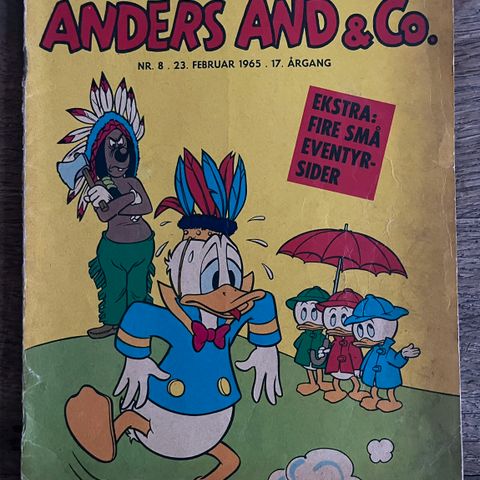 ANDERS AND & Co.
NR. 8 . 23. FEBRUAR 1965 . 17. ÅRGANG
EKSTRA:
FIRE SMÅ
EVENTYR-
SIDER